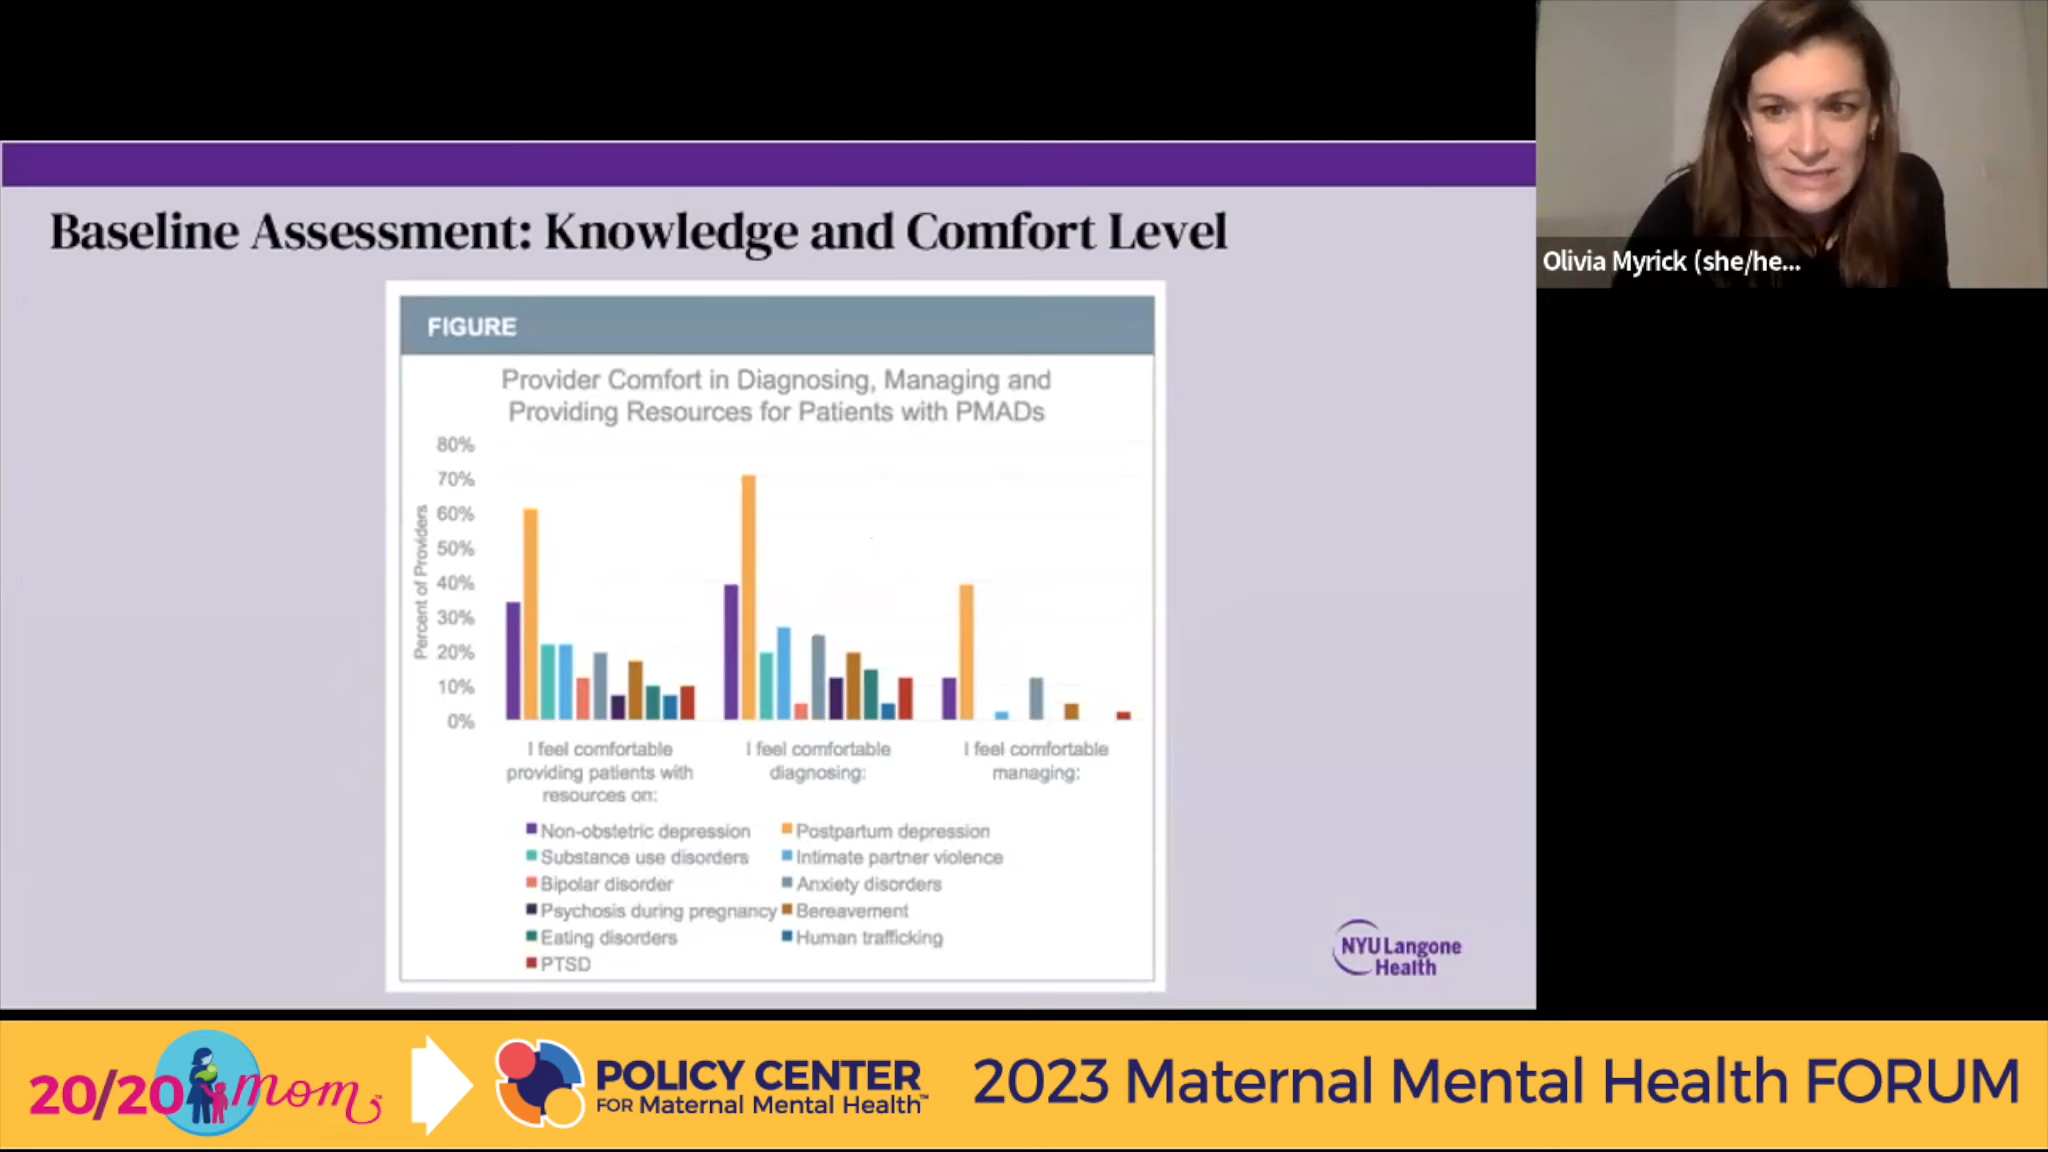 Baseline Assessment: Knowledge and Comfort Level
Olivia Myrick (she/he...
FIGURE
Provider Comfort in Diagnosing, Managing and
Providing Resources for Patients with PMADs
Percent of Providers
80%
70%
60%
50%
40%
30%
20%
10%
0%
I feel comfortable
providing patients with
resources on:
I feel comfortable
diagnosing:
I feel comfortable
managing:
Non-obstetric depression
Postpartum depression
Substance use disorders
Intimate partner violence
Bipolar disorder
Anxiety disorders
Psychosis during pregnancy
Bereavement
Eating disorders
Human trafficking
PTSD
NYU Langone
Health
20/20 mom
POLICY CENTER
FOR Maternal Mental Health™
2023 Maternal Mental Health FORUM